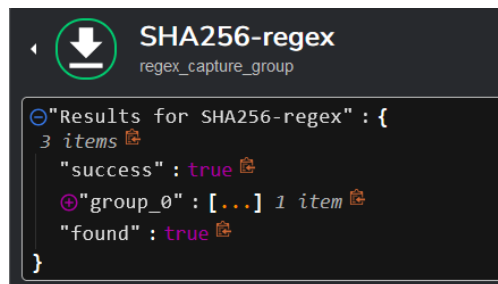 SHA256-regex
regex_capture_group
"Results for SHA256-regex" : {
3 items
"success" : true
"group_0" : [...] 1 item
"found" : true
}